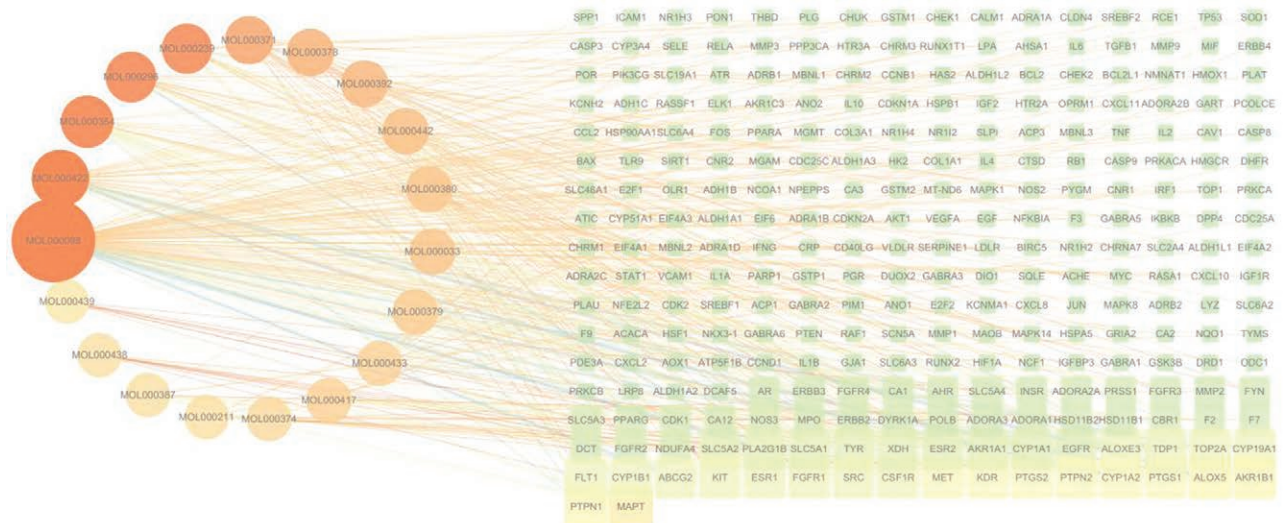 MOL000371
MOL000239
MOL000378
MOL000296
MOL000392
MOL000354
MOL000442
MOL000422
MOL000380
MOL000098
MOL000033
MOL000439
MOL000379
MOL000438
MOL000433
MOL000387
MOL000417
MOL000211
MOL000374
SPP1 ICAM1 NR1H3 PON1 THBD PLG CHUK GSTM1 CHEK1 CALM1 ADRA1A CLDN4 SREBF2 RCE1 TP53 SOD1
CASP3 CYP3A4 SELE RELA MMP3 PPP3CA HTR3A CHRM3 RUNX1T1 LPA AHSA1 IL6 TGFB1 MMP9 MIF ERBB4
POR PIK3CG SLC19A1 ATR ADRB1 MBNL1 CHRM2 CCNB1 HAS2 ALDH1L2 BCL2 CHEK2 BCL2L1 NMNAT1 HMOX1 PLAT
KCNH2 ADH1C RASSF1 ELK1 AKR1C3 ANO2 IL10 CDKN1A HSPB1 IGF2 HTR2A OPRM1 CXCL11 ADORA2B GART PCOLCE
CCL2 HSP90AA1 SLC6A4 FOS PPARA MGMT COL3A1 NR1H4 NR1I2 SLPI ACP3 MBNL3 TNF IL2 CAV1 CASP8
BAX TLR9 SIRT1 CNR2 MGAM CDC25C ALDH1A3 HK2 COL1A1 IL4 CTSD RB1 CASP9 PRKACA HMGCR DHFR
SLC46A1 E2F1 OLR1 ADH1B NCOA1 NPEPPS CA3 GSTM2 MT-ND6 MAPK1 NOS2 PYGM CNR1 IRF1 TOP1 PRKCA
ATIC CYP51A1 EIF4A3 ALDH1A1 EIF6 ADRA1B CDKN2A AKT1 VEGFA EGF NFKBIA F3 GABRA5 IKBKB DPP4 CDC25A
CHRM1 EIF4A1 MBNL2 ADRA1D IFNG CRP CD40LG VLDLR SERPINE1 LDLR BIRC5 NR1H2 CHRNA7 SLC2A4 ALDH1L1 EIF4A2
ADRA2C STAT1 VCAM1 IL1A PARP1 GSTP1 PGR DUOX2 GABRA3 DIO1 SQLE ACHE MYC RASA1 CXCL10 IGF1R
PLAU NFE2L2 CDK2 SREBF1 ACP1 GABRA2 PIM1 ANO1 E2F2 KCNMA1 CXCL8 JUN MAPK8 ADRB2 LYZ SLC6A2
F9 ACACA HSF1 NKX3-1 GABRA6 PTEN RAF1 SCN5A MMP1 MAOB MAPK14 HSPA5 GRIA2 CA2 NQO1 TYMS
PDE3A CXCL2 AOX1 ATP5F1B CCND1 IL1B GJA1 SLC6A3 RUNX2 HIF1A NCF1 IGFBP3 GABRA1 GSK3B DRD1 ODC1
PRKCB LRP8 ALDH1A2 DCAF5 AR ERBB3 FGFR4 CA1 AHR SLC5A4 INSR ADORA2A PRSS1 FGFR3 MMP2 FYN
SLC5A3 PPARG CDK1 CA12 NOS3 MPO ERBB2 DYRK1A POLB ADORA3 ADORA1 HSD11B2 HSD11B1 CBR1 F2 F7
DCT FGFR2 NDUFA4 SLC5A2 PLA2G1B SLC5A1 TYR XDH ESR2 AKR1A1 CYP1A1 EGFR ALOXE3 TDP1 TOP2A CYP19A1
FLT1 CYP1B1 ABCG2 KIT ESR1 FGFR1 SRC CSF1R MET KDR PTGS2 PTPN2 CYP1A2 PTGS1 ALOX5 AKR1B1
PTPN1 MAPT